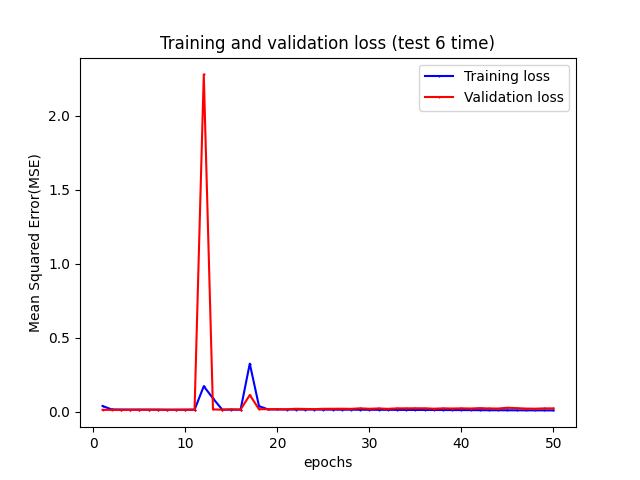 Training and validation loss (test 6 time)
Training loss
Validation loss
Mean Squared Error(MSE)
2.0
1.5
1.0
0.5
0.0
0 10 20 30 40 50
epochs